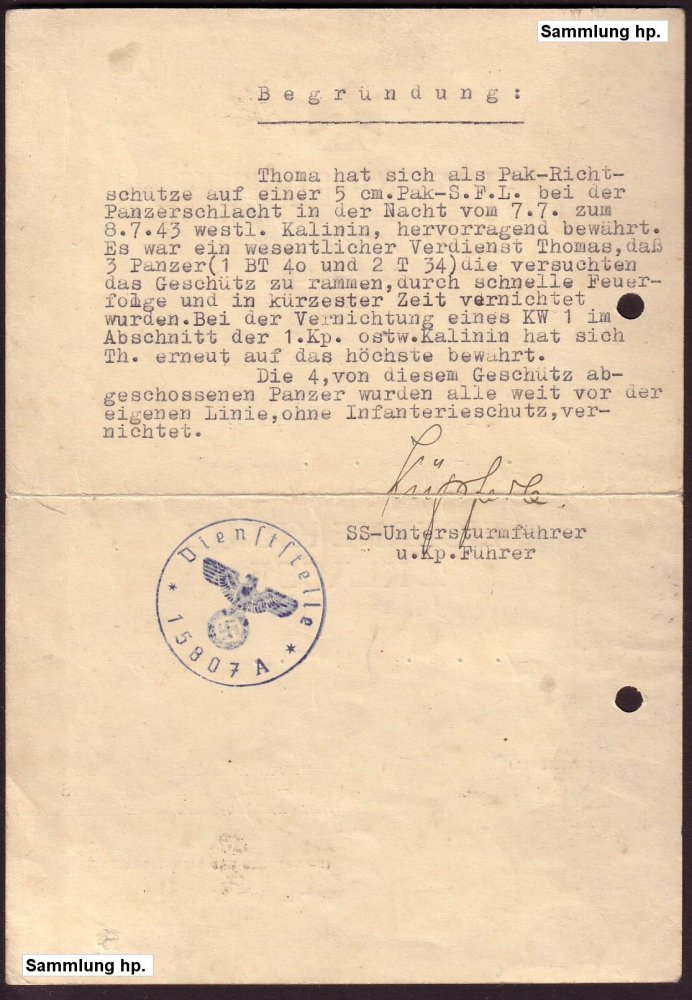 Sammlung hp.
Begründung:
Thoma hat sich als Pak-Richt-
schütze auf einer 5 cm.Pak-S.F.L. bei der
Panzerschlacht in der Nacht vom 7.7. zum
8.7.43 westl. Kalinin, hervorragend bewährt.
Es war ein wesentlicher Verdienst Thomas,daß
3 Panzer(1 BT 40 und 2 T 34)die versuchten
das Geschütz zu rammen,durch schnelle Feuer-
folge und in kürzester Zeit vernichtet
wurden.Bei der Vernichtung eines KW 1 im
Abschnitt der 1.Kp. ostw.Kalinin hat sich
Th. erneut auf das höchste bewährt.
Die 4,von diesem Geschütz ab-
geschossenen Panzer wurden alle weit vor der
eigenen Linie,ohne Infanterieschutz,ver-
nichtet.
SS-Untersturmführer
u.Kp.Führer
Dienststelle
* 15807 A *
Sammlung hp.